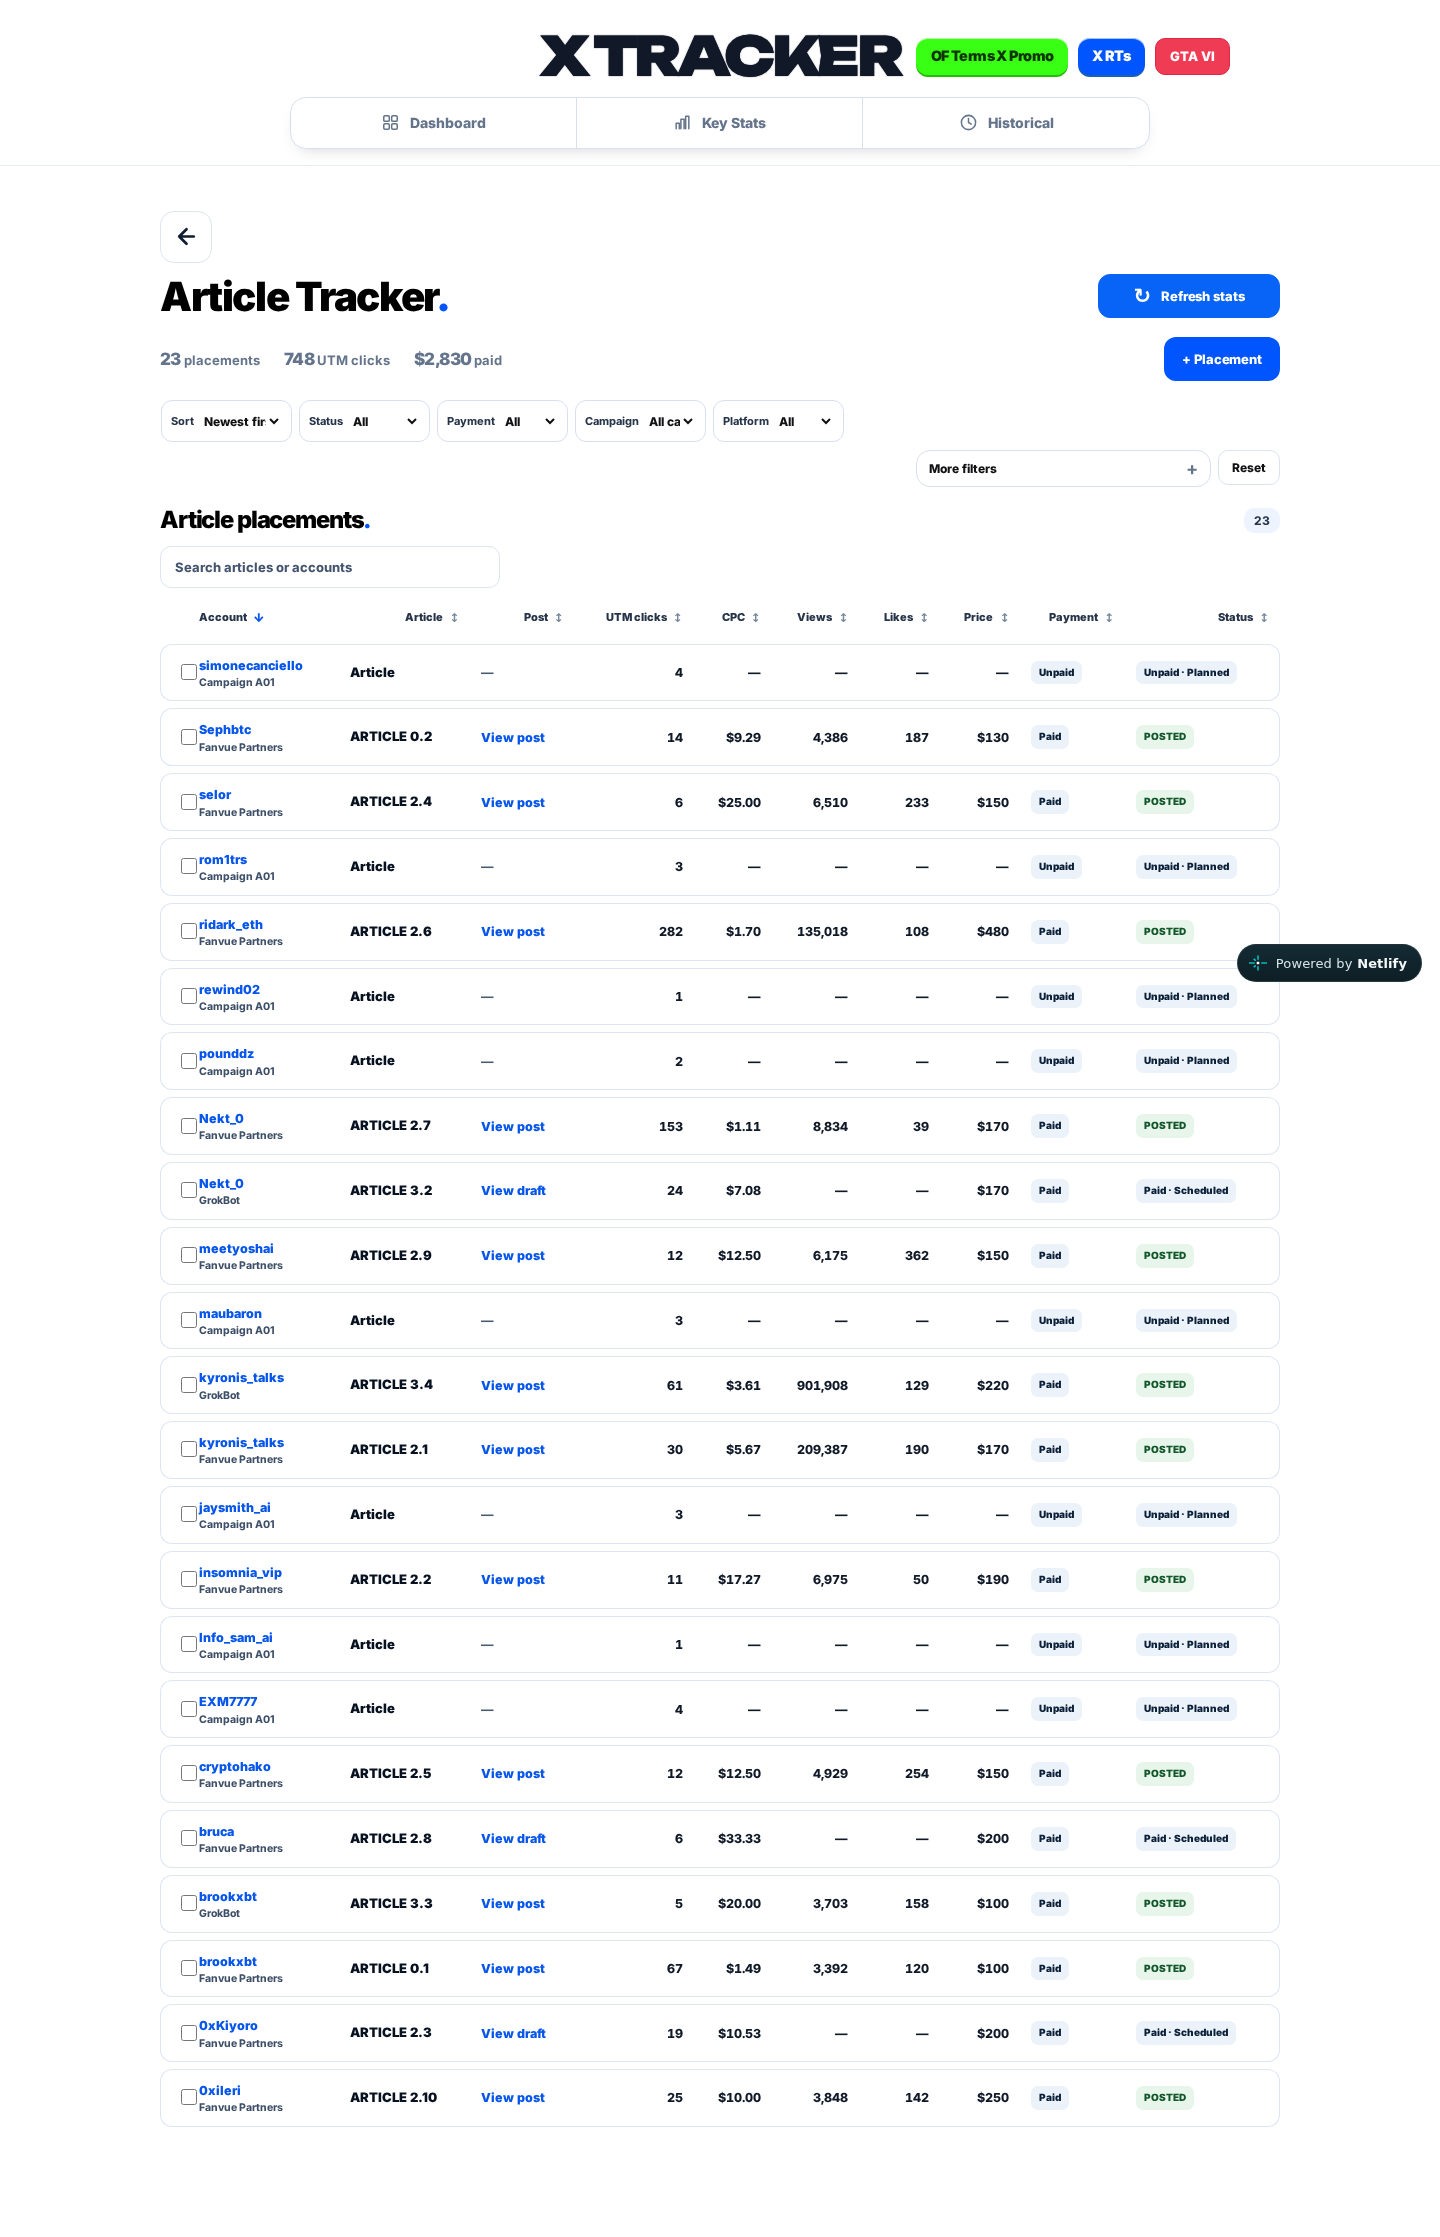 XTRACKER
OF Terms X Promo
X RTs
GTA VI
Dashboard
Key Stats
Historical
Article Tracker.
↻ Refresh stats
23 placements 748 UTM clicks $2,830 paid
+ Placement
Sort Newest fir
Status All
Payment All
Campaign All ca
Platform All
More filters +
Reset
Article placements.
23
Search articles or accounts
Account ↓ Article ↕ Post ↕ UTM clicks ↕ CPC ↕ Views ↕ Likes ↕ Price ↕ Payment ↕ Status ↕
simonecanciello
Campaign A01
Article — 4 — — — — Unpaid Unpaid · Planned
Sephbtc
Fanvue Partners
ARTICLE 0.2 View post 14 $9.29 4,386 187 $130 Paid POSTED
selor
Fanvue Partners
ARTICLE 2.4 View post 6 $25.00 6,510 233 $150 Paid POSTED
rom1trs
Campaign A01
Article — 3 — — — — Unpaid Unpaid · Planned
ridark_eth
Fanvue Partners
ARTICLE 2.6 View post 282 $1.70 135,018 108 $480 Paid POSTED
Powered by Netlify
rewind02
Campaign A01
Article — 1 — — — — Unpaid Unpaid · Planned
pounddz
Campaign A01
Article — 2 — — — — Unpaid Unpaid · Planned
Nekt_0
Fanvue Partners
ARTICLE 2.7 View post 153 $1.11 8,834 39 $170 Paid POSTED
Nekt_0
GrokBot
ARTICLE 3.2 View draft 24 $7.08 — — $170 Paid Paid · Scheduled
meetyoshai
Fanvue Partners
ARTICLE 2.9 View post 12 $12.50 6,175 362 $150 Paid POSTED
maubaron
Campaign A01
Article — 3 — — — — Unpaid Unpaid · Planned
kyronis_talks
GrokBot
ARTICLE 3.4 View post 61 $3.61 901,908 129 $220 Paid POSTED
kyronis_talks
Fanvue Partners
ARTICLE 2.1 View post 30 $5.67 209,387 190 $170 Paid POSTED
jaysmith_ai
Campaign A01
Article — 3 — — — — Unpaid Unpaid · Planned
insomnia_vip
Fanvue Partners
ARTICLE 2.2 View post 11 $17.27 6,975 50 $190 Paid POSTED
Info_sam_ai
Campaign A01
Article — 1 — — — — Unpaid Unpaid · Planned
EXM7777
Campaign A01
Article — 4 — — — — Unpaid Unpaid · Planned
cryptohako
Fanvue Partners
ARTICLE 2.5 View post 12 $12.50 4,929 254 $150 Paid POSTED
bruca
Fanvue Partners
ARTICLE 2.8 View draft 6 $33.33 — — $200 Paid Paid · Scheduled
brookxbt
GrokBot
ARTICLE 3.3 View post 5 $20.00 3,703 158 $100 Paid POSTED
brookxbt
Fanvue Partners
ARTICLE 0.1 View post 67 $1.49 3,392 120 $100 Paid POSTED
0xKiyoro
Fanvue Partners
ARTICLE 2.3 View draft 19 $10.53 — — $200 Paid Paid · Scheduled
0xileri
Fanvue Partners
ARTICLE 2.10 View post 25 $10.00 3,848 142 $250 Paid POSTED